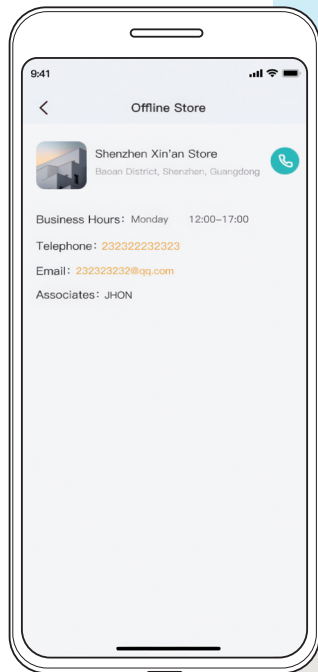 9:41
Offline Store
Shenzhen Xin'an Store
Baoan District, Shenzhen, Guangdong
Business Hours: Monday 12:00-17:00
Telephone: 232322232323
Email: 232323232@qq.com
Associates: JHON